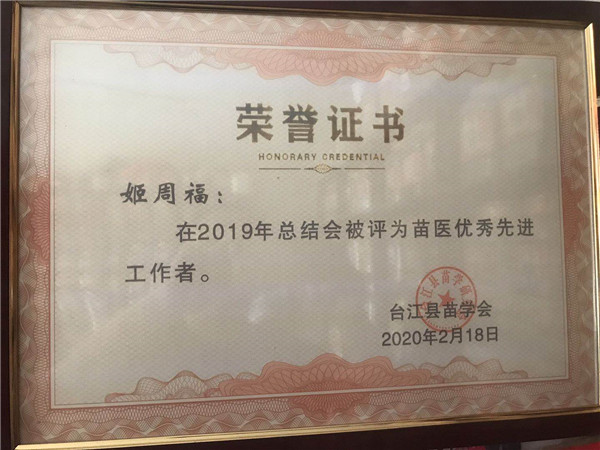 荣誉证书
HONORARY CREDENTIAL
姬周福：
在2019年总结会被评为苗医优秀先进
工作者。
台江县苗学会
2020年2月18日